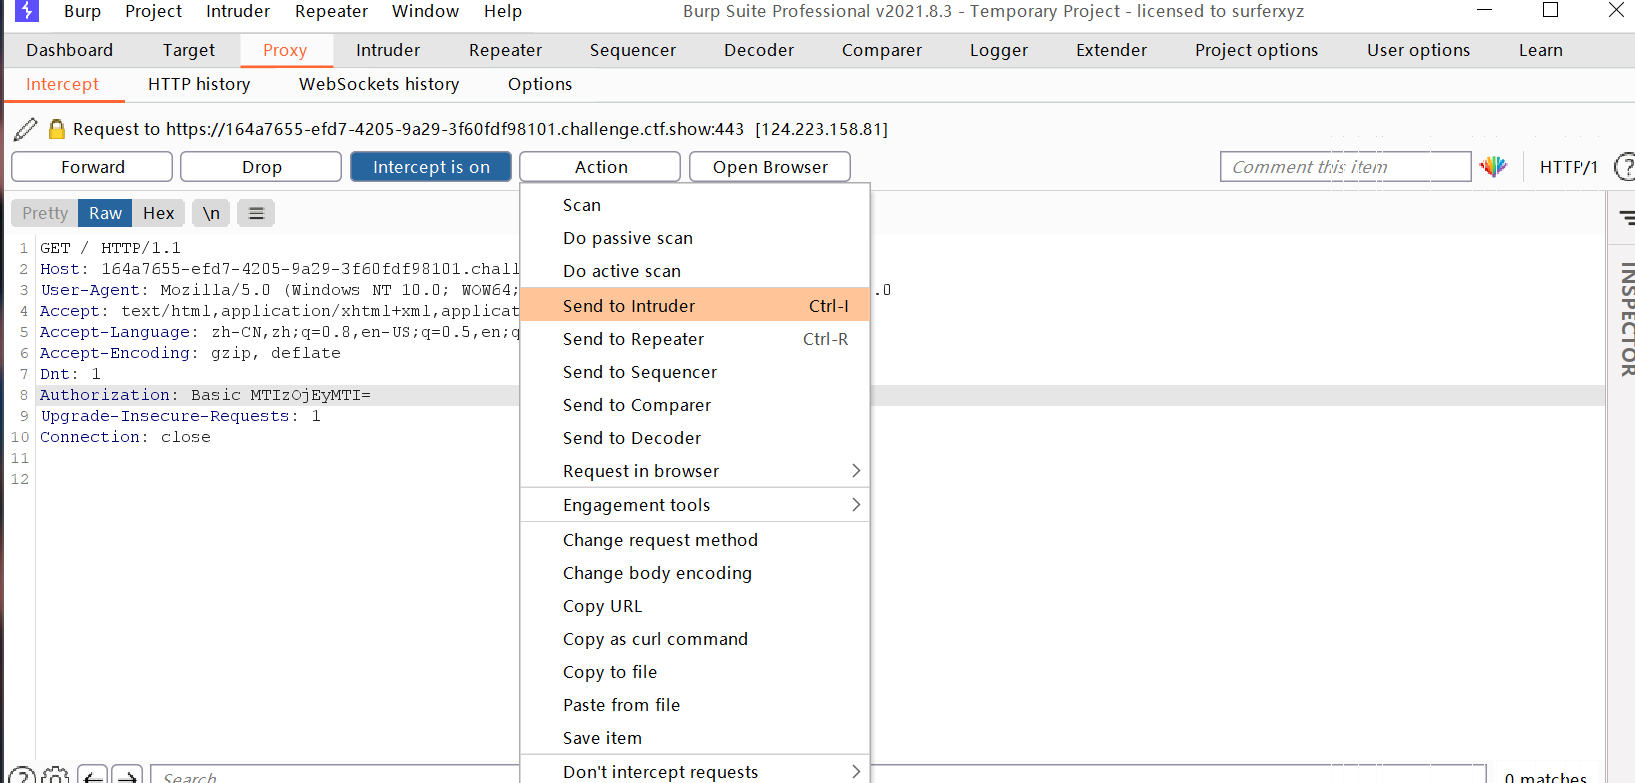 Burp Project Intruder Repeater Window Help Burp Suite Professional v2021.8.3 - Temporary Project - licensed to surferxyz
Dashboard Target Proxy Intruder Repeater Sequencer Decoder Comparer Logger Extender Project options User options Learn
Intercept HTTP history WebSockets history Options
Request to https://164a7655-efd7-4205-9a29-3f60fdf98101.challenge.ctf.show:443 [124.223.158.81]
Forward Drop Intercept is on Action Open Browser Comment this item HTTP/1 ?
Pretty Raw Hex \n
1 GET / HTTP/1.1
2 Host: 164a7655-efd7-4205-9a29-3f60fdf98101.chall
3 User-Agent: Mozilla/5.0 (Windows NT 10.0; WOW64; .0
4 Accept: text/html,application/xhtml+xml,applicat
5 Accept-Language: zh-CN,zh;q=0.8,en-US;q=0.5,en;q
6 Accept-Encoding: gzip, deflate
7 Dnt: 1
8 Authorization: Basic MTIzOjEyMTI=
9 Upgrade-Insecure-Requests: 1
10 Connection: close
11
12
Scan
Do passive scan
Do active scan
Send to Intruder Ctrl-I
Send to Repeater Ctrl-R
Send to Sequencer
Send to Comparer
Send to Decoder
Request in browser
Engagement tools
Change request method
Change body encoding
Copy URL
Copy as curl command
Copy to file
Paste from file
Save item
Don't intercept requests
INSPECTOR
? Search... 0 matches